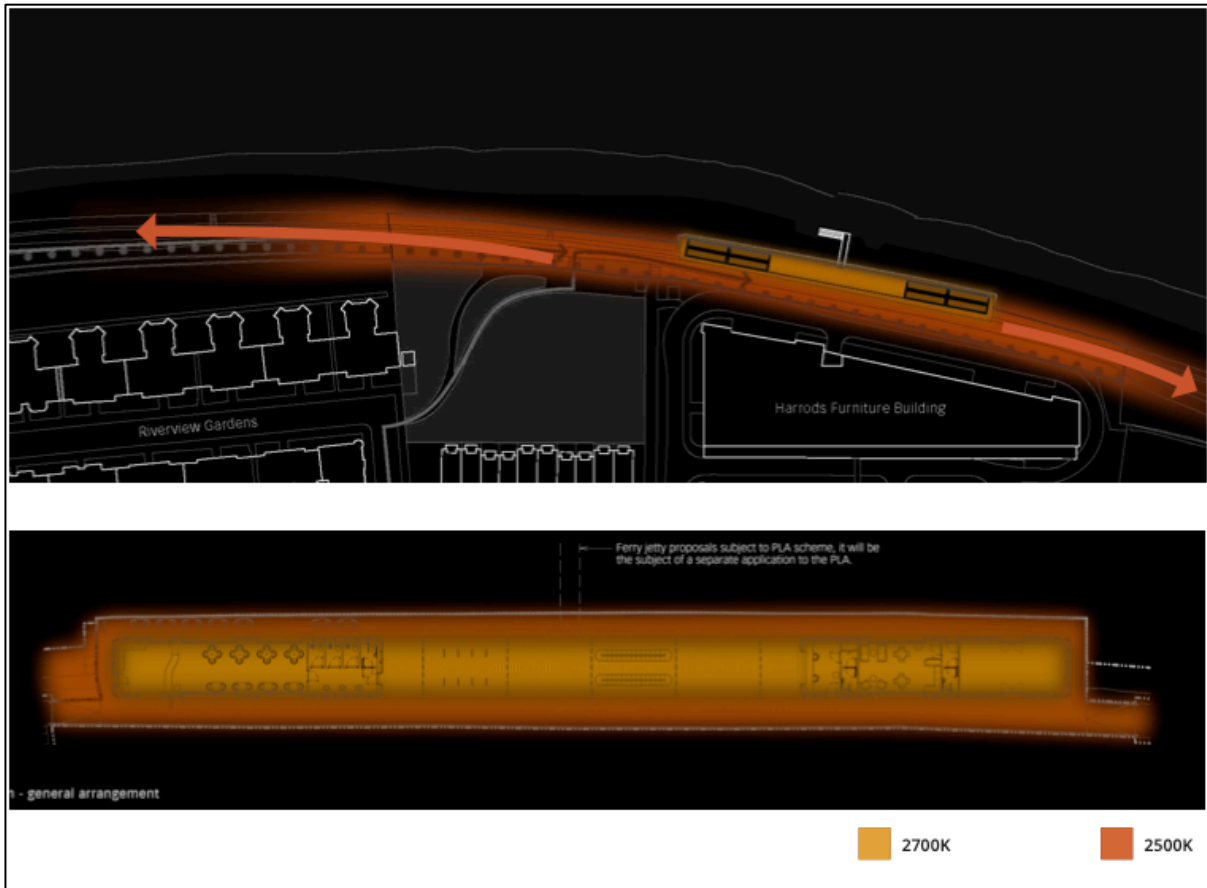 Riverview Gardens
Harrods Furniture Building
Ferry jetty proposals subject to PLA scheme, it will be
the subject of a separate application to the PLA.
n - general arrangement
2700K
2500K